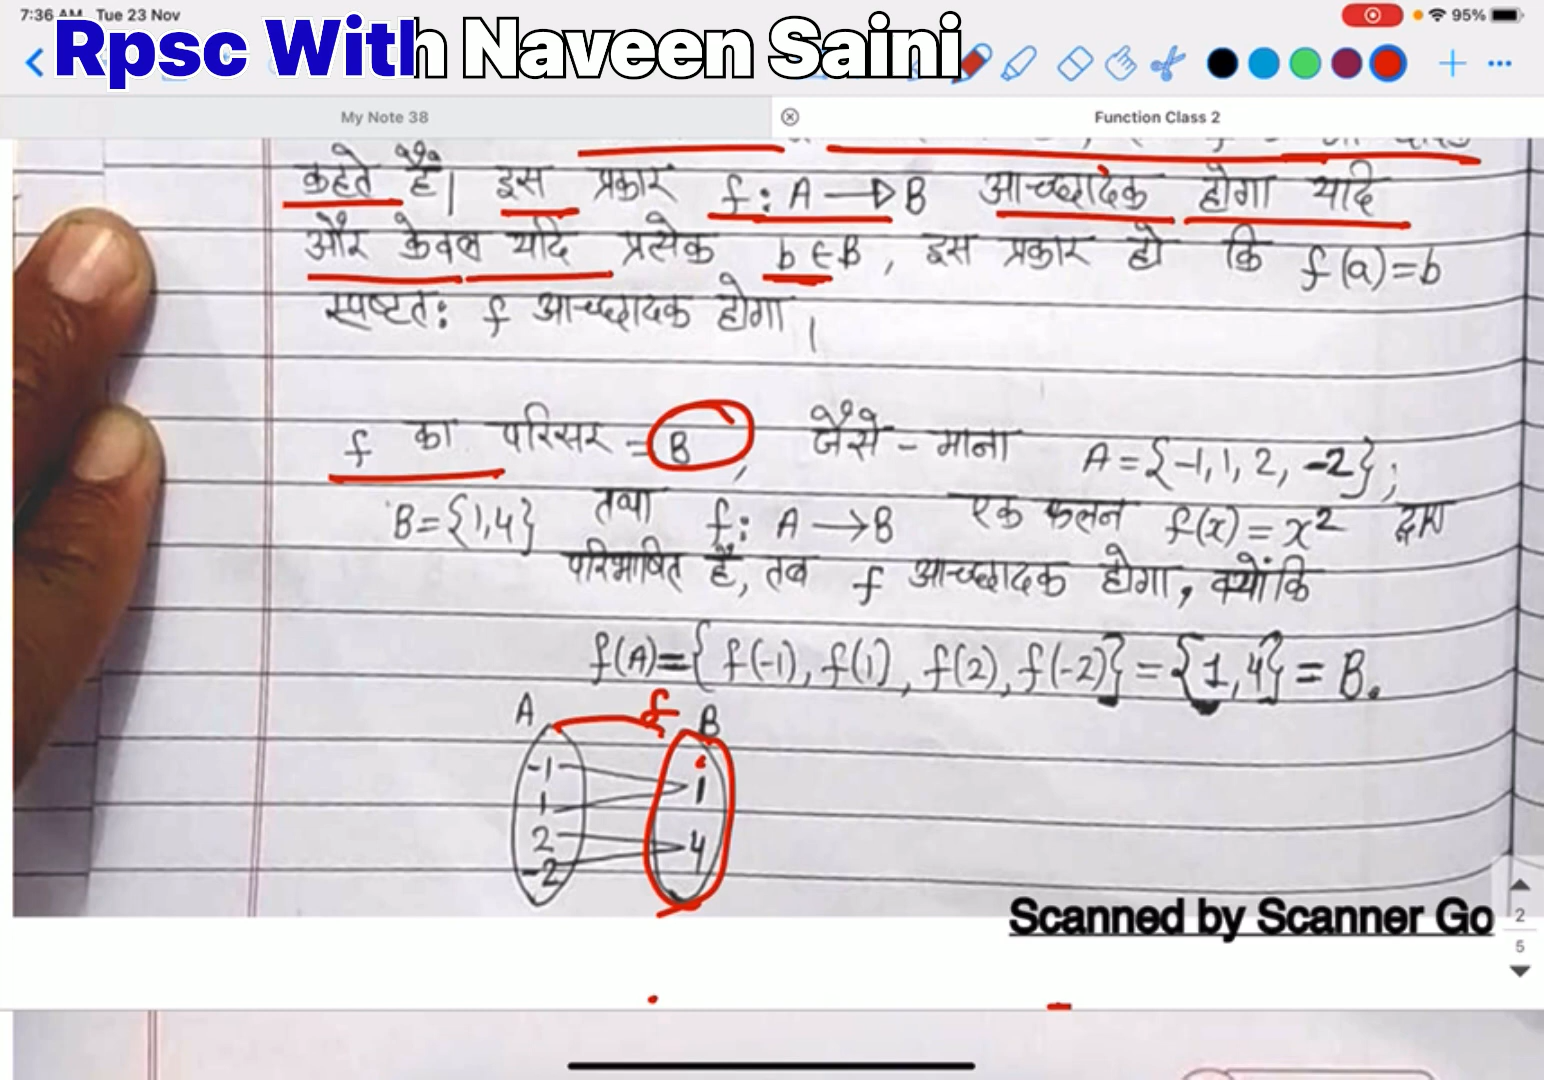 7:36 AM Tue 23 Nov
95%
Rpsc With Naveen Saini
My Note 38
Function Class 2
कहते हैं। इस प्रकार f: A → B आच्छादक होगा यदि
और केवल यदि प्रत्येक b ∈ B, इस प्रकार हो कि f(a)=b
स्पष्टतः f आच्छादक होगा।
f का परिसर = B, जैसे - माना A = {-1, 1, 2, -2};
B = {1,4} तथा f: A → B एक फलन f(x) = x² द्वारा
परिभाषित है, तब f आच्छादक होगा, क्योंकि
f(A)={ f(-1), f(1), f(2), f(-2)} = {1,4} = B.
A f B
-1
1
2
-2
1
4
Scanned by Scanner Go
2
5